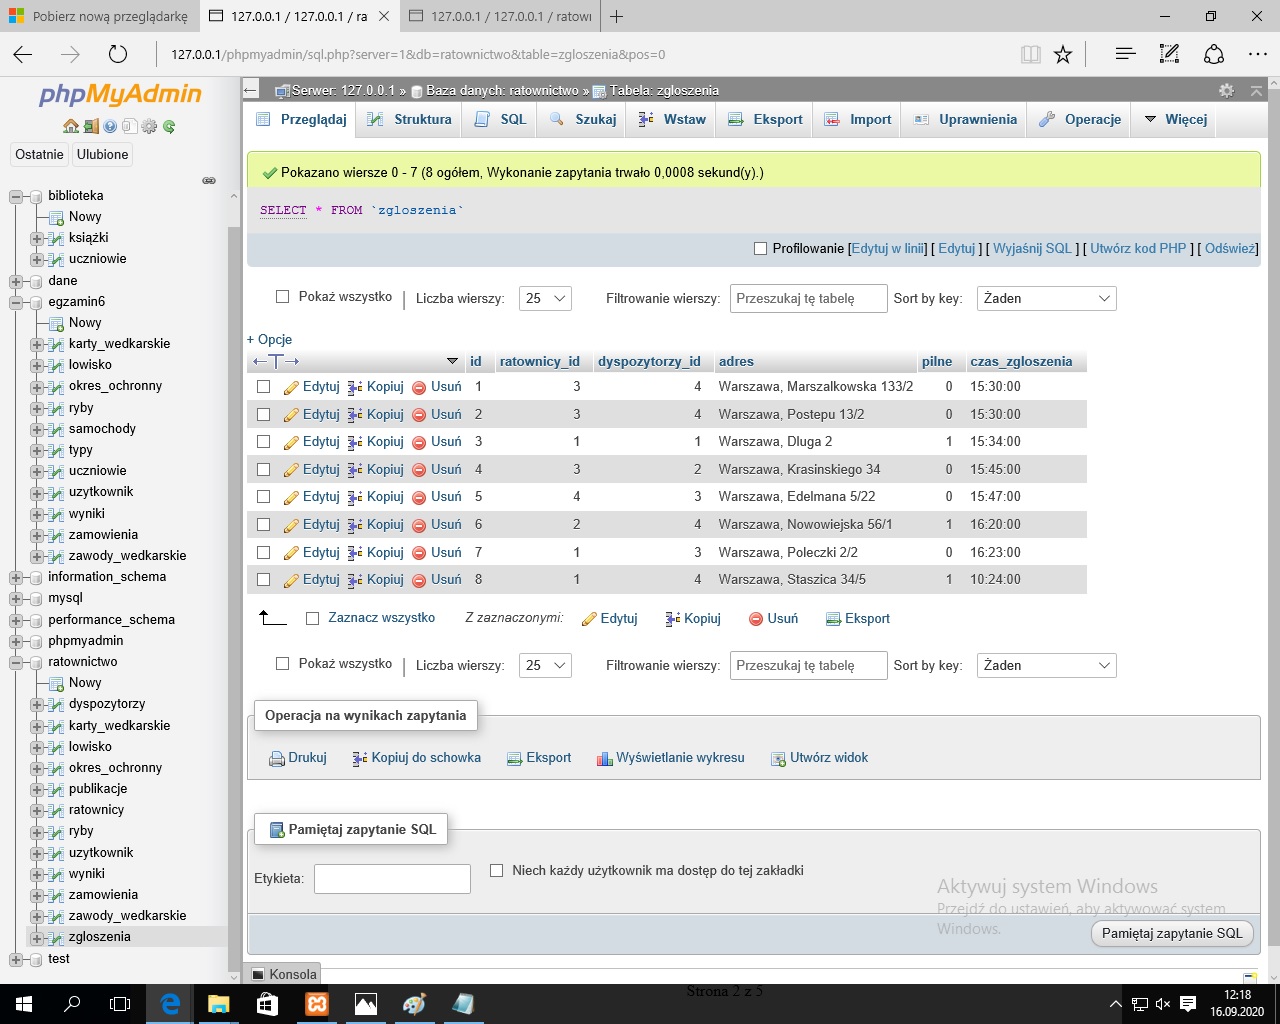 Pobierz nową przeglądarkę
127.0.0.1 / 127.0.0.1 / ra
127.0.0.1 / 127.0.0.1 / ratown
127.0.0.1/phpmyadmin/sql.php?server=1&db=ratownictwo&table=zgloszenia&pos=0
phpMyAdmin
Ostatnie Ulubione
biblioteka
Nowy
książki
uczniowie
dane
egzamin6
Nowy
karty_wedkarskie
lowisko
okres_ochronny
ryby
samochody
typy
uczniowie
uzytkownik
wyniki
zamowienia
zawody_wedkarskie
information_schema
mysql
performance_schema
phpmyadmin
ratownictwo
Nowy
dyspozytorzy
karty_wedkarskie
lowisko
okres_ochronny
publikacje
ratownicy
ryby
uzytkownik
wyniki
zamowienia
zawody_wedkarskie
zgloszenia
test
Serwer: 127.0.0.1 » Baza danych: ratownictwo » Tabela: zgloszenia
Przeglądaj Struktura SQL Szukaj Wstaw Eksport Import Uprawnienia Operacje Więcej
Pokazano wiersze 0 - 7 (8 ogółem, Wykonanie zapytania trwało 0,0008 sekund(y).)
SELECT * FROM `zgloszenia`
Profilowanie [Edytuj w linii] [ Edytuj ] [ Wyjaśnij SQL ] [ Utwórz kod PHP ] [ Odśwież]
Pokaż wszystko | Liczba wierszy: 25 Filtrowanie wierszy: Przeszukaj tę tabelę Sort by key: Żaden
+ Opcje
←T→ id ratownicy_id dyspozytorzy_id adres pilne czas_zgloszenia
Edytuj Kopiuj Usuń 1 3 4 Warszawa, Marszalkowska 133/2 0 15:30:00
Edytuj Kopiuj Usuń 2 3 4 Warszawa, Postepu 13/2 0 15:30:00
Edytuj Kopiuj Usuń 3 1 1 Warszawa, Dluga 2 1 15:34:00
Edytuj Kopiuj Usuń 4 3 2 Warszawa, Krasinskiego 34 0 15:45:00
Edytuj Kopiuj Usuń 5 4 3 Warszawa, Edelmana 5/22 0 15:47:00
Edytuj Kopiuj Usuń 6 2 4 Warszawa, Nowowiejska 56/1 1 16:20:00
Edytuj Kopiuj Usuń 7 1 3 Warszawa, Poleczki 2/2 0 16:23:00
Edytuj Kopiuj Usuń 8 1 4 Warszawa, Staszica 34/5 1 10:24:00
Zaznacz wszystko Z zaznaczonymi: Edytuj Kopiuj Usuń Eksport
Pokaż wszystko | Liczba wierszy: 25 Filtrowanie wierszy: Przeszukaj tę tabelę Sort by key: Żaden
Operacja na wynikach zapytania
Drukuj Kopiuj do schowka Eksport Wyświetlanie wykresu Utwórz widok
Pamiętaj zapytanie SQL
Etykieta: Niech każdy użytkownik ma dostęp do tej zakładki
Aktywuj system Windows
Przejdź do ustawień, aby aktywować system
Windows.
Pamiętaj zapytanie SQL
Konsola
Strona 2 z 5
12:18
16.09.2020